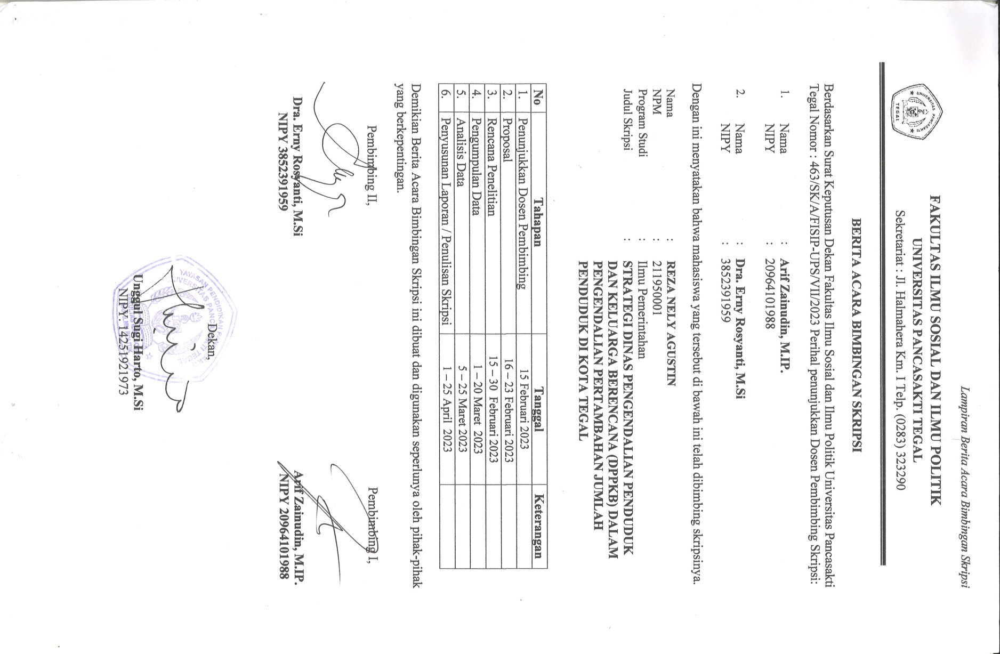 Lampiran Berita Acara Bimbingan Skripsi
FAKULTAS ILMU SOSIAL DAN ILMU POLITIK
UNIVERSITAS PANCASAKTI TEGAL
Sekretariat : Jl. Halmahera Km. I Telp. (0283) 323290
UNIVERSITAS PANCASAKTI
TEGAL
BERITA ACARA BIMBINGAN SKRIPSI
Berdasarkan Surat Keputusan Dekan Fakultas Ilmu Sosial dan Ilmu Politik Universitas Pancasakti
Tegal Nomor : 463/SK/A/FISIP-UPS/VII/2023 Perihal penunjukkan Dosen Pembimbing Skripsi:
1. Nama : Arif Zainudin, M.IP.
NIPY : 20964101988
2. Nama : Dra. Erny Rosyanti, M.Si
NIPY : 3852391959
Dengan ini menyatakan bahwa mahasiswa yang tersebut di bawah ini telah dibimbing skripsinya.
Nama : REZA NELY AGUSTIN
NPM : 2119500001
Program Studi : Ilmu Pemerintahan
Judul Skripsi : STRATEGI DINAS PENGENDALIAN PENDUDUK
DAN KELUARGA BERENCANA (DPPKB) DALAM
PENGENDALIAN PERTAMBAHAN JUMLAH
PENDUDUK DI KOTA TEGAL
No Tahapan Tanggal Keterangan
1. Penunjukkan Dosen Pembimbing 15 Februari 2023
2. Proposal 16 – 23 Februari 2023
3. Rencana Penelitian 15 – 30 Februari 2023
4. Pengumpulan Data 1 – 20 Maret 2023
5. Analisis Data 5 – 25 Maret 2023
6. Penyusunan Laporan / Penulisan Skripsi 1 – 25 April 2023
Demikian Berita Acara Bimbingan Skripsi ini dibuat dan digunakan seperlunya oleh pihak-pihak
yang berkepentingan.
Pembimbing II, Pembimbing I,
Dra. Erny Rosyanti, M.Si Arif Zainudin, M.IP.
NIPY 3852391959 NIPY 20964101988
Dekan,
YAYASAN PENDIDIKAN
UNIVERSITAS PANCASAKTI TEGAL
Unggul Sugi Harto, M.Si
NIPY. 14251921973